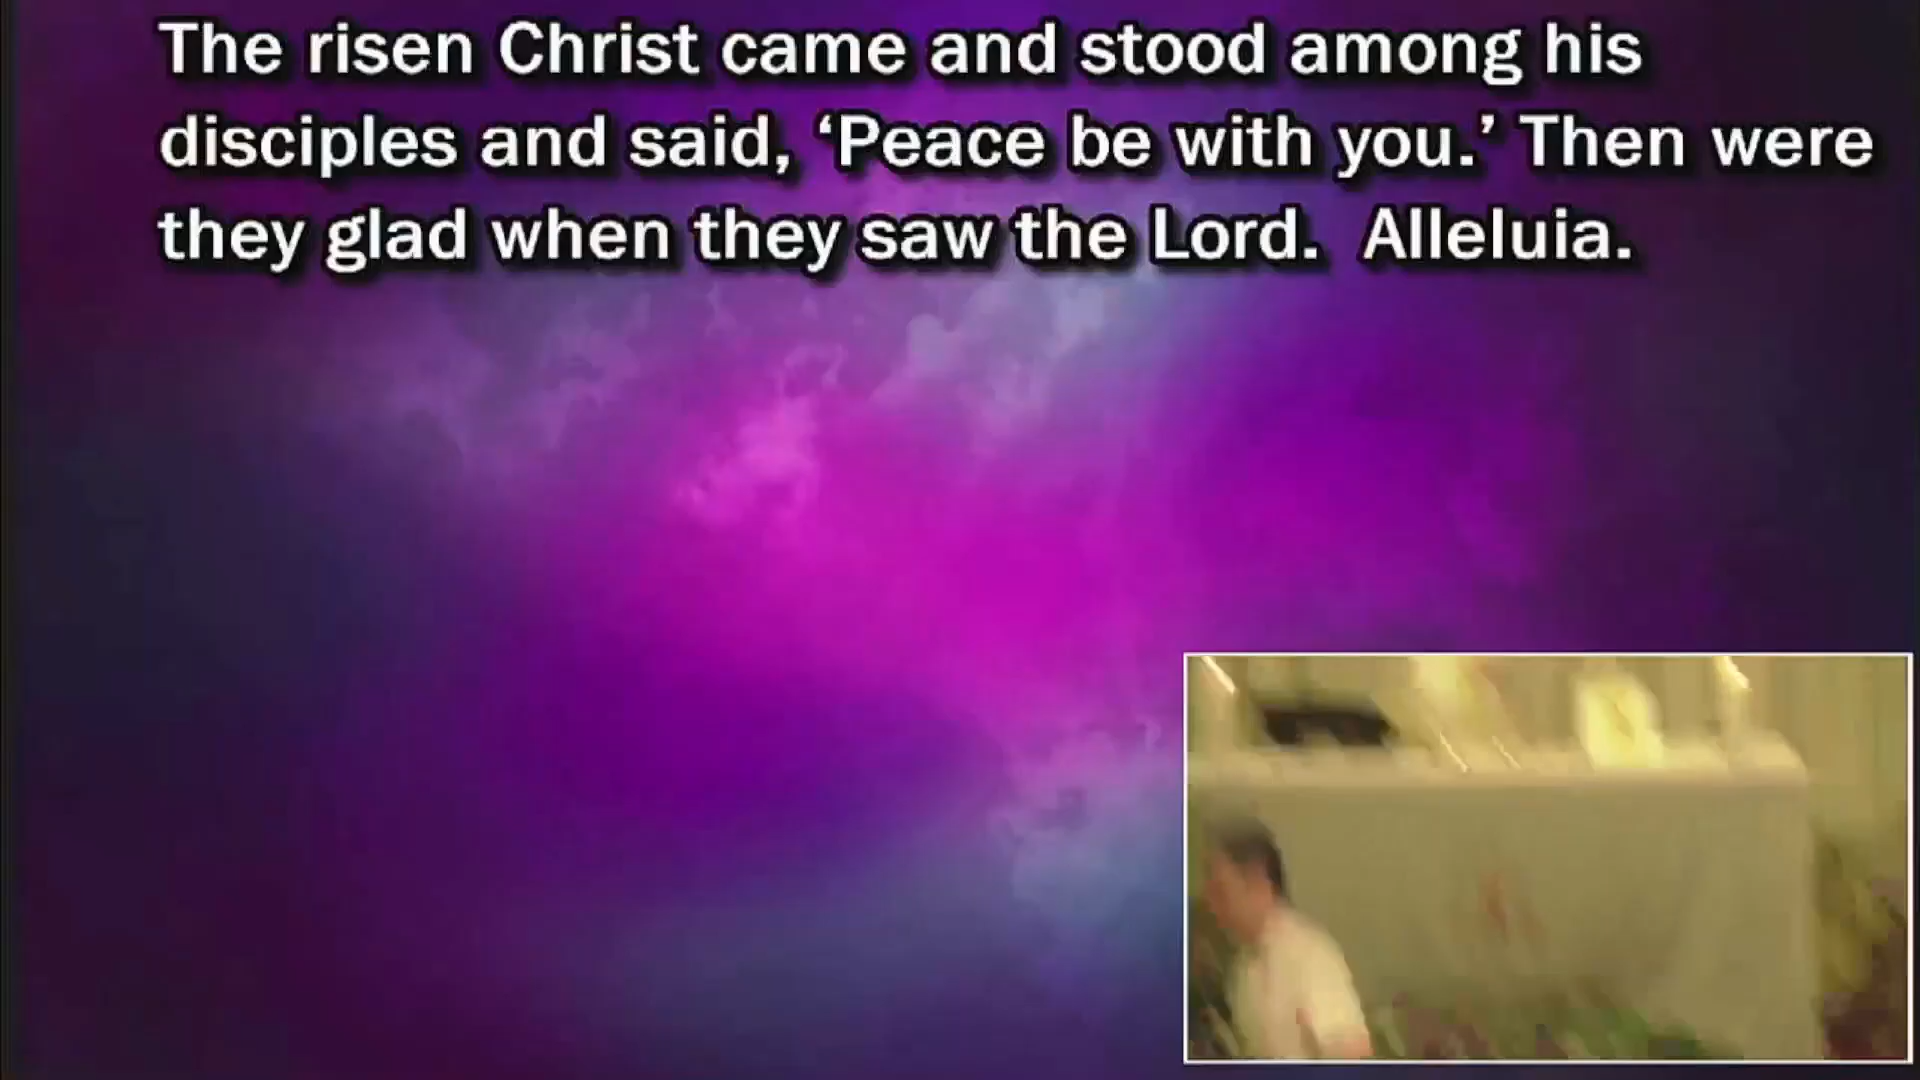 The risen Christ came and stood among his
disciples and said, ‘Peace be with you.’ Then were
they glad when they saw the Lord.  Alleluia.